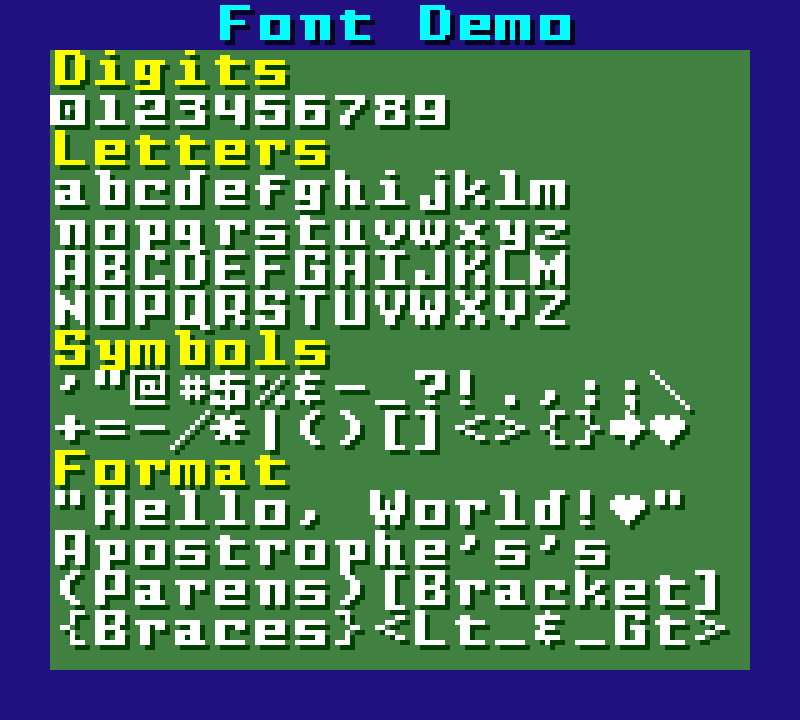 Font Demo
Digits
0123456789
Letters
abcdefghijklm
nopqrstuvwxyz
ABCDEFGHIJKLM
NOPQRSTUVWXYZ
Symbols
'"@#$%&-_?!.,:;\
+=-/*|()[]<>{}➡♥
Format
"Hello, World!♥"
Apostrophe's's's
(Parens)[Bracket]
{Braces}<Lt_&_Gt>